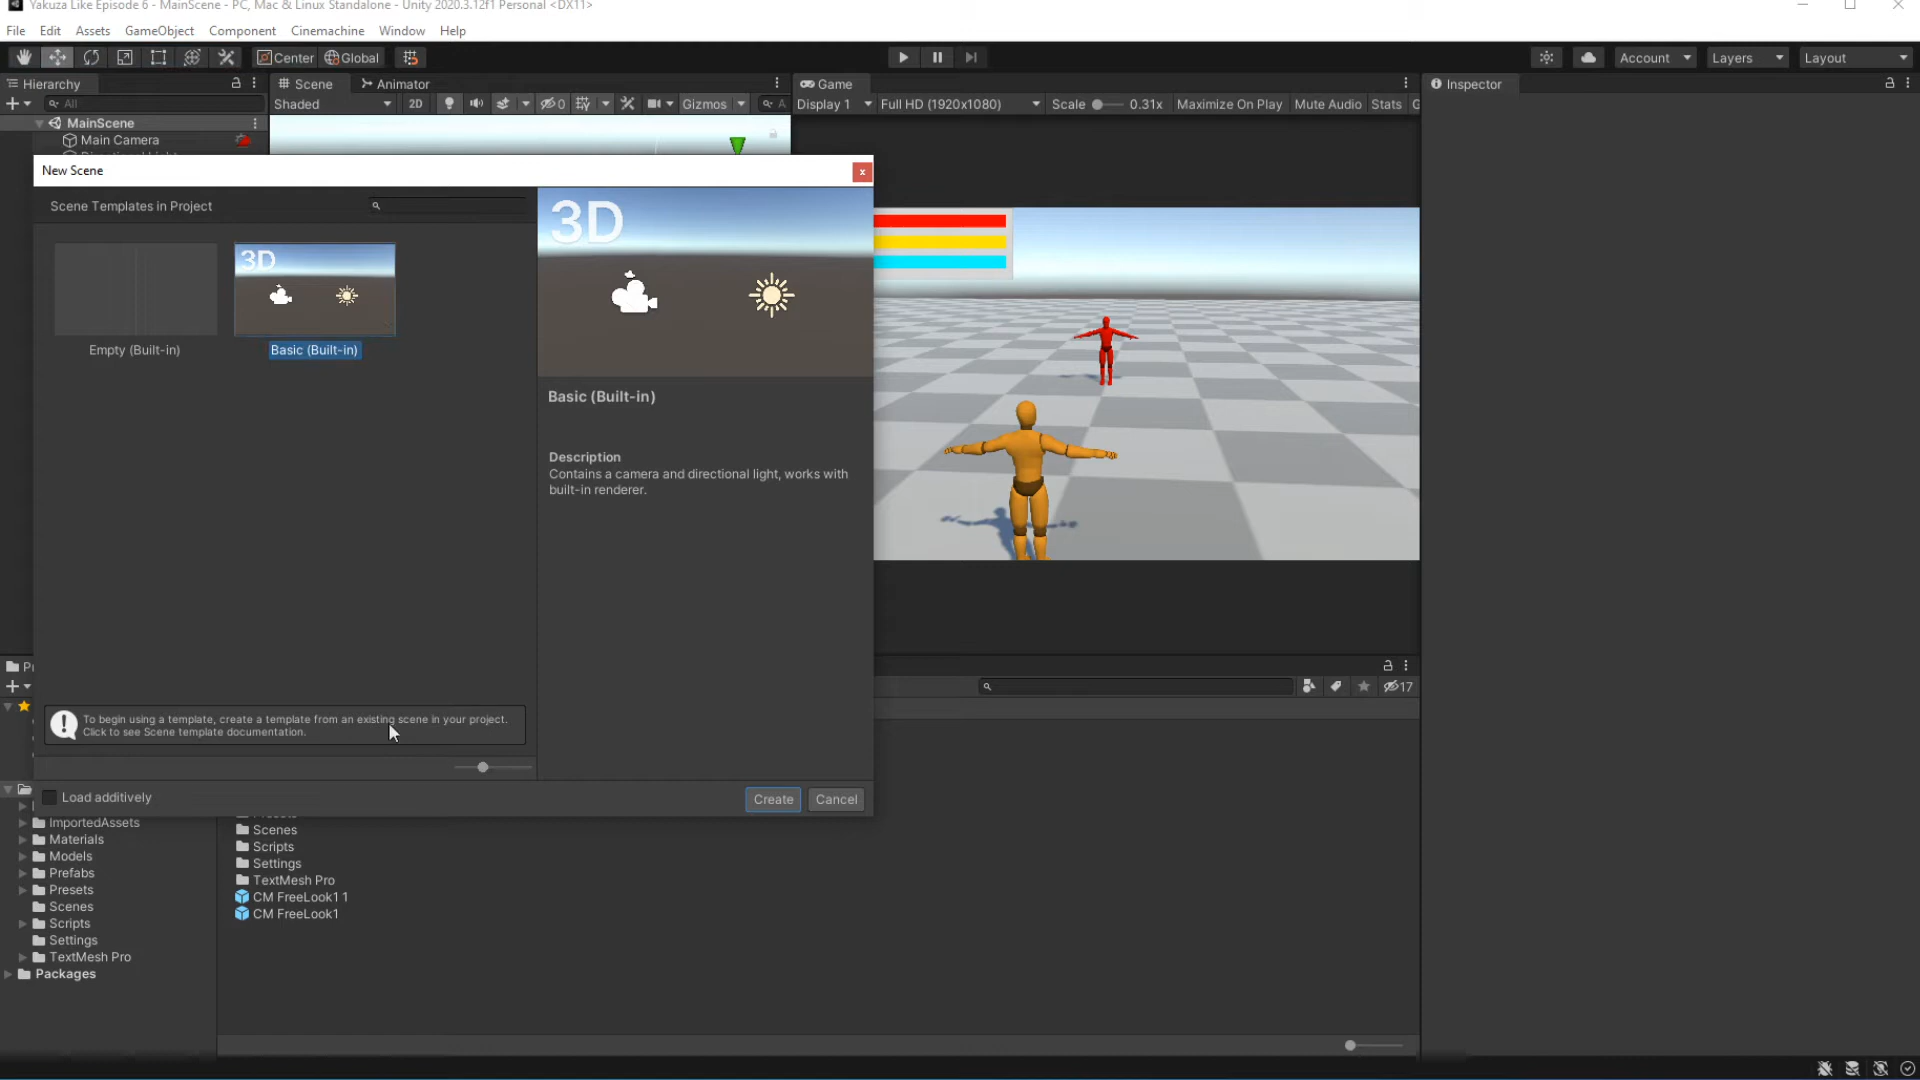 Yakuza Like Episode 6 - MainScene - PC, Mac & Linux Standalone - Unity 2020.3.12f1 Personal <DX11>
File Edit Assets GameObject Component Cinemachine Window Help
Center Global Account Layers Layout
Hierarchy Scene Animator Game Inspector
All Shaded 2D 0 Gizmos A Display 1 Full HD (1920x1080) Scale 0.31x Maximize On Play Mute Audio Stats G
MainScene
Main Camera
New Scene
Scene Templates in Project
3D
3D
Empty (Built-in)
Basic (Built-in)
Basic (Built-in)
Description
Contains a camera and directional light, works with
built-in renderer.
To begin using a template, create a template from an existing scene in your project.
Click to see Scene template documentation.
Load additively
Create
Cancel
17
ImportedAssets
Materials
Models
Prefabs
Presets
Scenes
Scripts
Settings
TextMesh Pro
Packages
Scenes
Scripts
Settings
TextMesh Pro
CM FreeLook1 1
CM FreeLook1